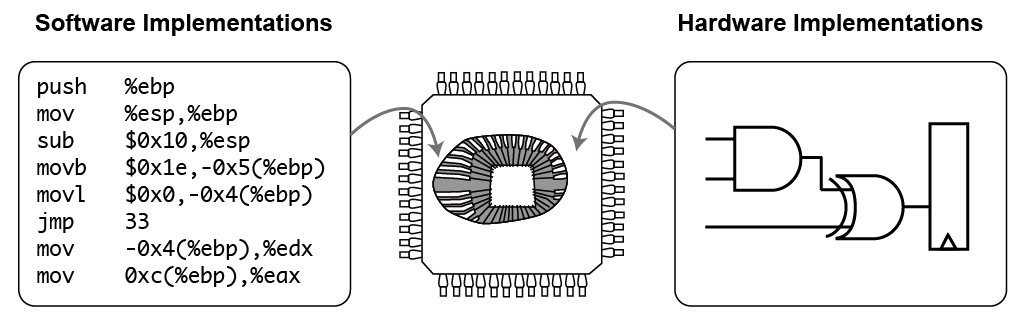 Software Implementations
Hardware Implementations
push %ebp
mov %esp,%ebp
sub $0x10,%esp
movb $0x1e,-0x5(%ebp)
movl $0x0,-0x4(%ebp)
jmp 33
mov -0x4(%ebp),%edx
mov 0xc(%ebp),%eax